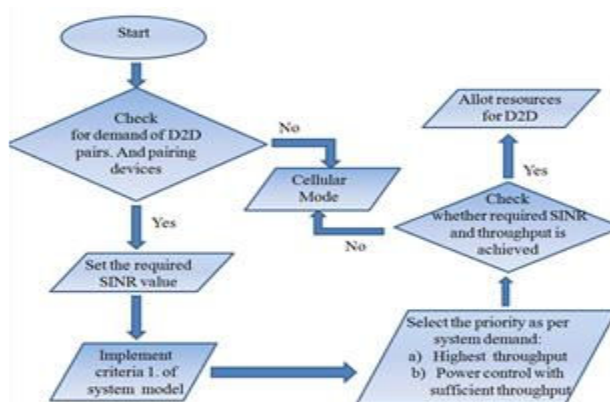 Start
Check
for demand of D2D
pairs. And pairing
devices
No
Cellular
Mode
Yes
Set the required
SINR value
Implement
criteria 1. of
system model
Select the priority as per
system demand:
a) Highest throughput
b) Power control with
sufficient throughput
Check
whether required SINR
and throughput is
achieved
No
Yes
Allot resources
for D2D